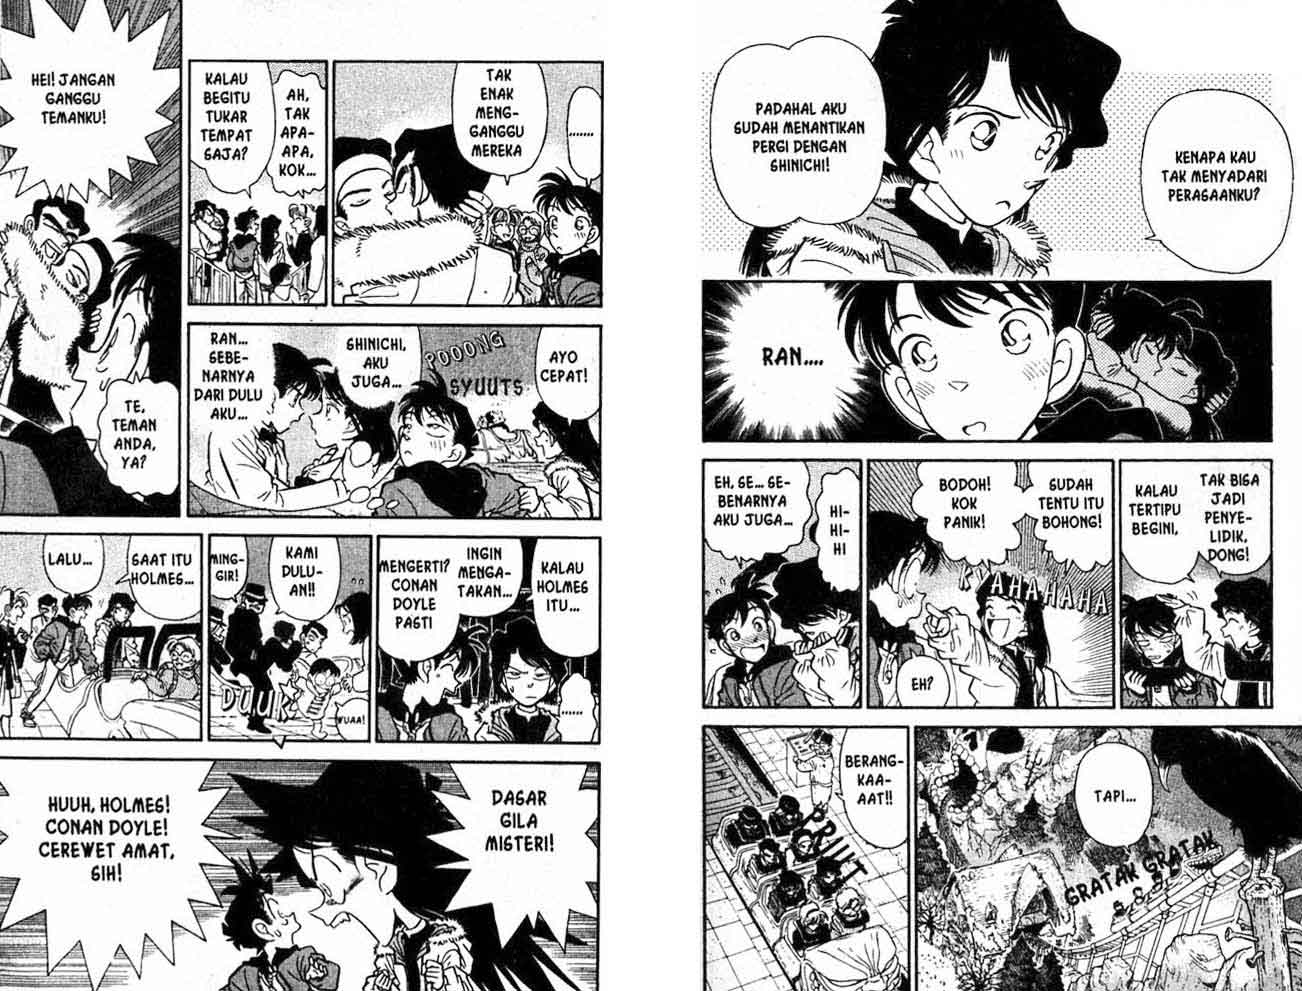 HEI! JANGAN
GANGGU
TEMANKU!
TE,
TEMAN
ANDA,
YA?
KALAU
BEGITU
TUKAR
TEMPAT
SAJA?
AH,
TAK
APA-
APA,
KOK...
TAK
ENAK
MENG-
GANGGU
MEREKA
.......
RAN...
SEBE-
NARNYA
DARI DULU
AKU...
SHINICHI,
AKU
JUGA...
POOONG
SYUUTS
AYO
CEPAT!
LALU...
SAAT ITU
HOLMES...
MING-
GIR!
KAMI
DULU-
AN!!
DUUK
WUAA!
MENGERTI?
CONAN
DOYLE
PASTI
INGIN
MENGA-
TAKAN...
KALAU
HOLMES
ITU...
.......
HUUH, HOLMES!
CONAN DOYLE!
CEREWET AMAT,
SIH!
DASAR
GILA
MISTERI!
PADAHAL AKU
SUDAH MENANTIKAN
PERGI DENGAN
SHINICHI!
KENAPA KAU
TAK MENYADARI
PERASAANKU?
RAN....
EH, SE... SE-
BENARNYA
AKU JUGA...
HI-
HI-
HI
BODOH!
KOK
PANIK!
SUDAH
TENTU ITU
BOHONG!
KYAHAHAHA
EH?
KALAU
TERTIPU
BEGINI,
TAK BISA
JADI
PENYE-
LIDIK,
DONG!
BERANG-
KAA-
AAT!!
PRIIIT
TAPI...
GRATAK GRATAK